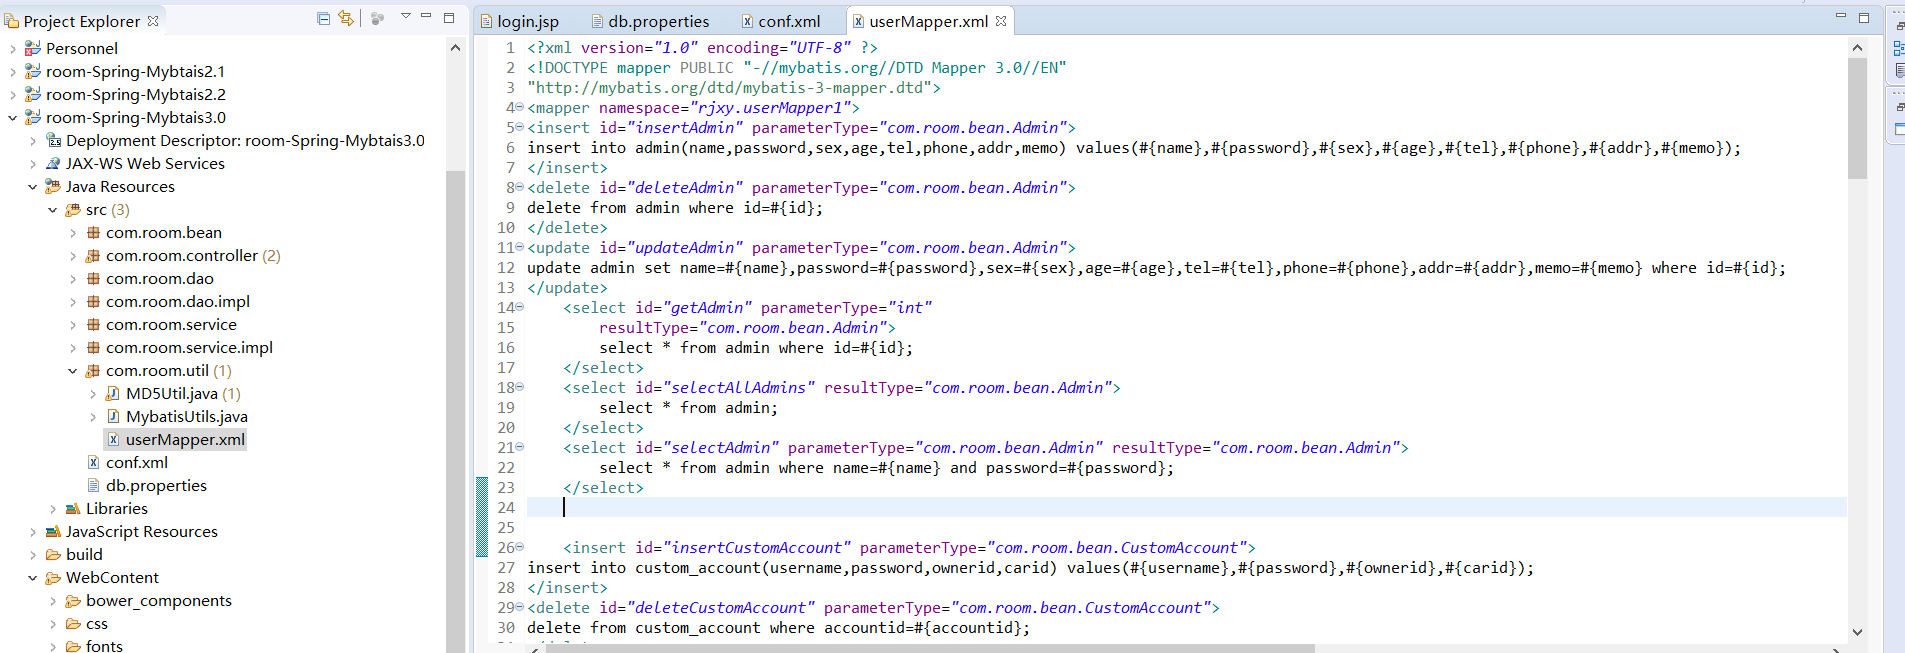 Project Explorer
Personnel
room-Spring-Mybtais2.1
room-Spring-Mybtais2.2
room-Spring-Mybtais3.0
Deployment Descriptor: room-Spring-Mybtais3.0
JAX-WS Web Services
Java Resources
src (3)
com.room.bean
com.room.controller (2)
com.room.dao
com.room.dao.impl
com.room.service
com.room.service.impl
com.room.util (1)
MD5Util.java (1)
MybatisUtils.java
userMapper.xml
conf.xml
db.properties
Libraries
JavaScript Resources
build
WebContent
bower_components
css
fonts
login.jsp
db.properties
conf.xml
userMapper.xml
1 <?xml version="1.0" encoding="UTF-8" ?>
2 <!DOCTYPE mapper PUBLIC "-//mybatis.org//DTD Mapper 3.0//EN"
3 "http://mybatis.org/dtd/mybatis-3-mapper.dtd">
4 <mapper namespace="rjxy.userMapper1">
5 <insert id="insertAdmin" parameterType="com.room.bean.Admin">
6 insert into admin(name,password,sex,age,tel,phone,addr,memo) values(#{name},#{password},#{sex},#{age},#{tel},#{phone},#{addr},#{memo});
7 </insert>
8 <delete id="deleteAdmin" parameterType="com.room.bean.Admin">
9 delete from admin where id=#{id};
10 </delete>
11 <update id="updateAdmin" parameterType="com.room.bean.Admin">
12 update admin set name=#{name},password=#{password},sex=#{sex},age=#{age},tel=#{tel},phone=#{phone},addr=#{addr},memo=#{memo} where id=#{id};
13 </update>
14 <select id="getAdmin" parameterType="int"
15 resultType="com.room.bean.Admin">
16 select * from admin where id=#{id};
17 </select>
18 <select id="selectAllAdmins" resultType="com.room.bean.Admin">
19 select * from admin;
20 </select>
21 <select id="selectAdmin" parameterType="com.room.bean.Admin" resultType="com.room.bean.Admin">
22 select * from admin where name=#{name} and password=#{password};
23 </select>
24
25
26 <insert id="insertCustomAccount" parameterType="com.room.bean.CustomAccount">
27 insert into custom_account(username,password,ownerid,carid) values(#{username},#{password},#{ownerid},#{carid});
28 </insert>
29 <delete id="deleteCustomAccount" parameterType="com.room.bean.CustomAccount">
30 delete from custom_account where accountid=#{accountid};